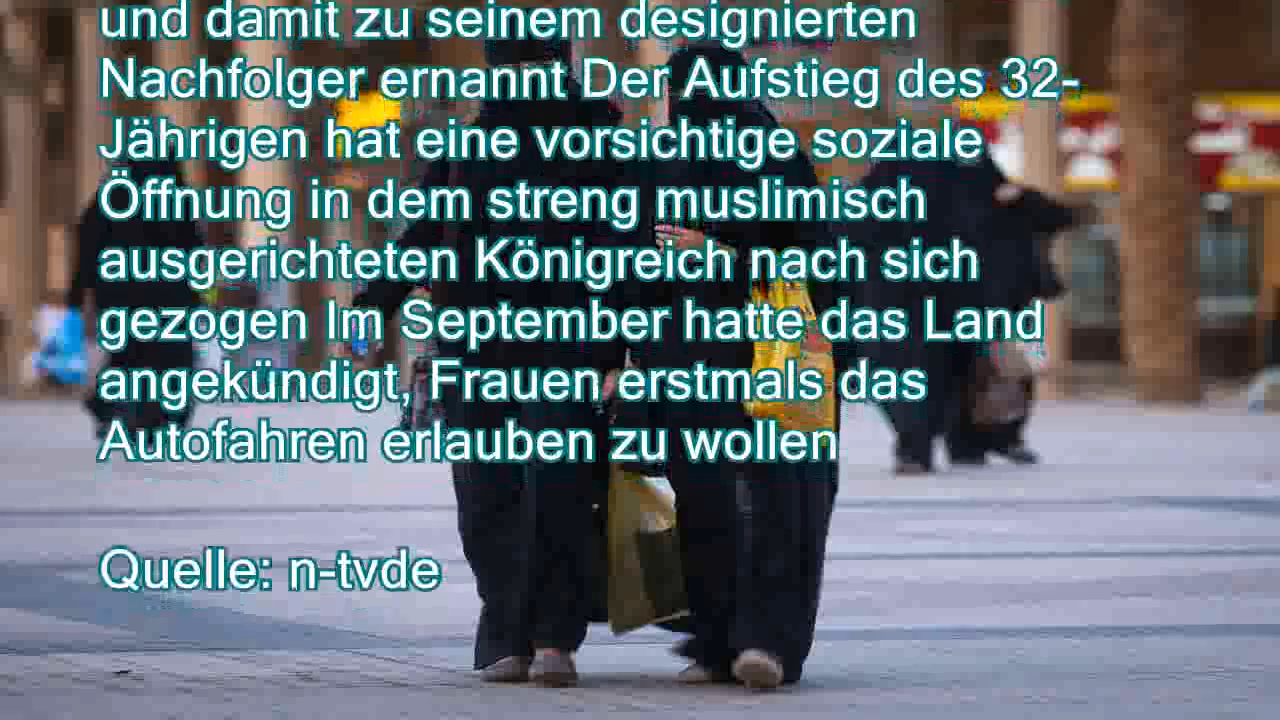 und damit zu seinem designierten
Nachfolger ernannt Der Aufstieg des 32-
Jährigen hat eine vorsichtige soziale
Öffnung in dem streng muslimisch
ausgerichteten Königreich nach sich
gezogen Im September hatte das Land
angekündigt, Frauen erstmals das
Autofahren erlauben zu wollen
Quelle: n-tvde